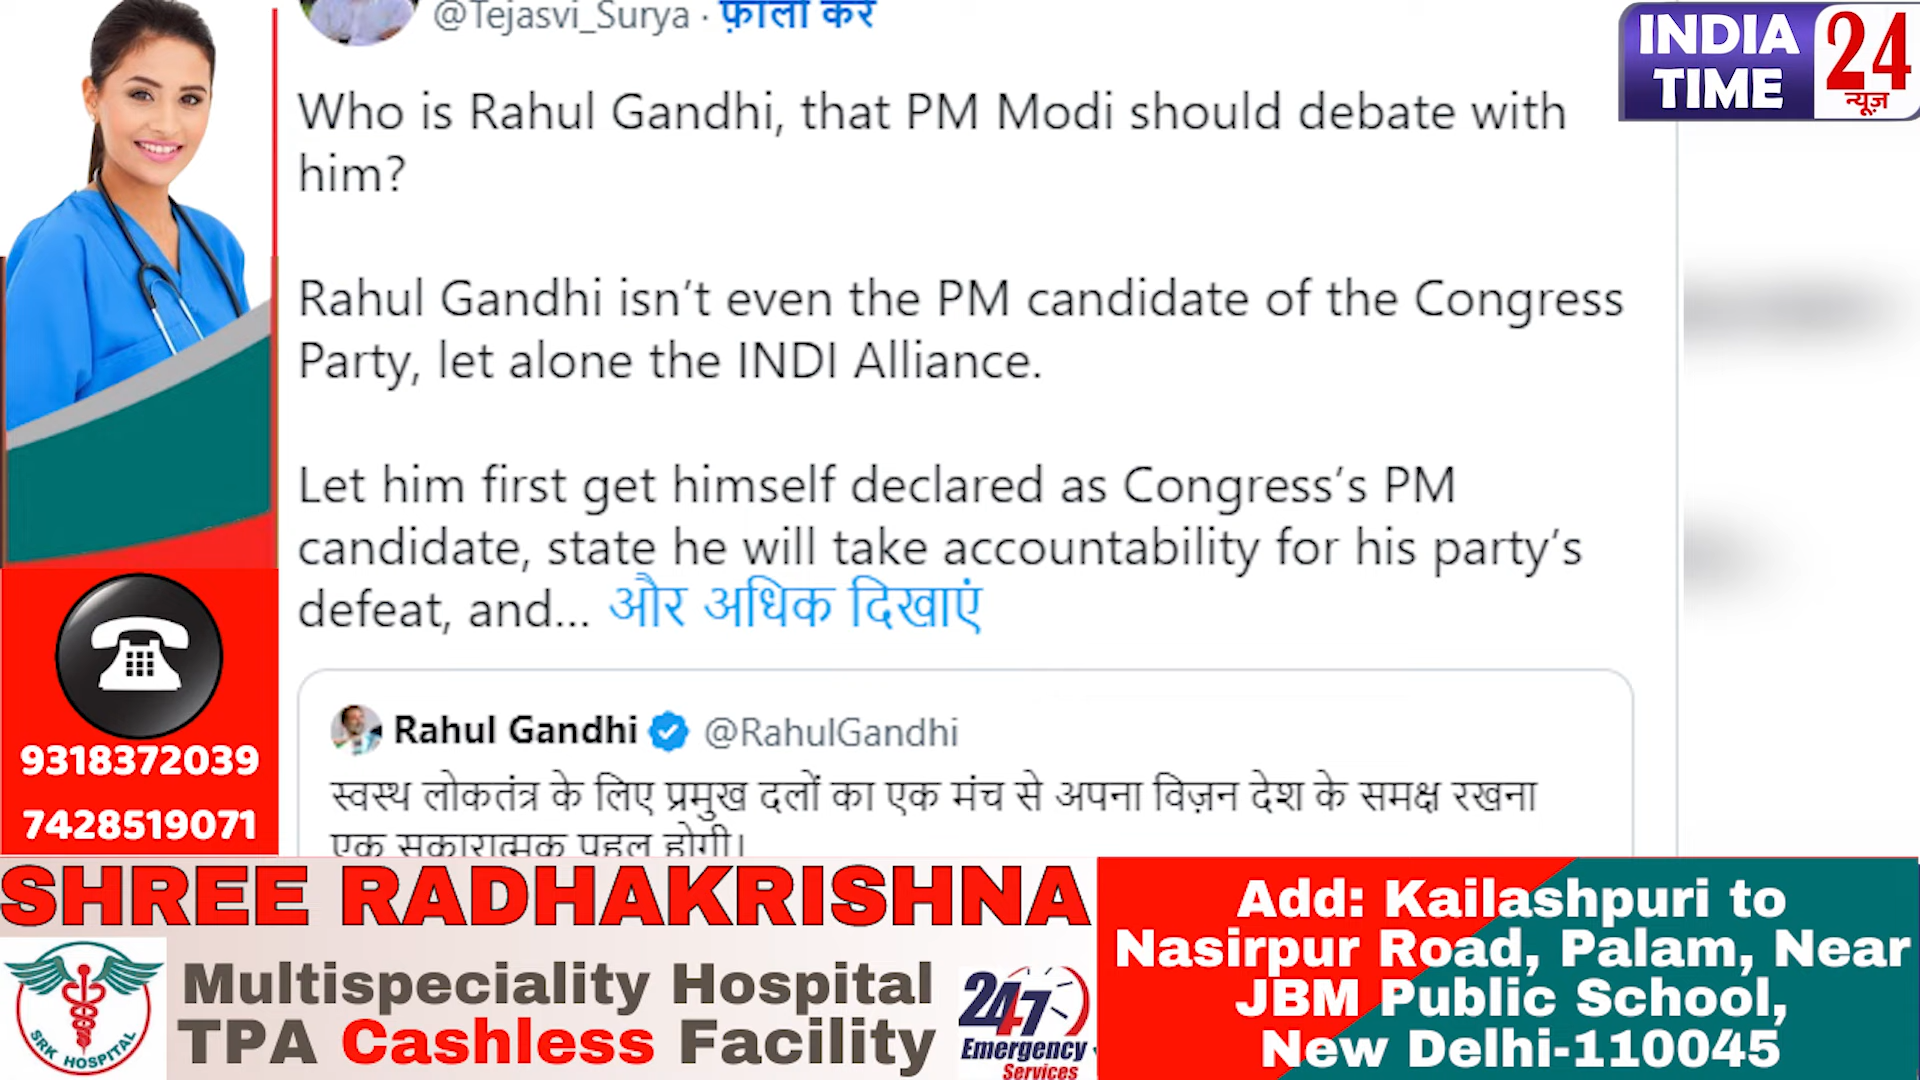 @Tejasvi_Surya · फ़ॉलो करें
INDIA
TIME
24
न्यूज़
Who is Rahul Gandhi, that PM Modi should debate with
him?
Rahul Gandhi isn’t even the PM candidate of the Congress
Party, let alone the INDI Alliance.
Let him first get himself declared as Congress’s PM
candidate, state he will take accountability for his party’s
defeat, and... और अधिक दिखाएं
Rahul Gandhi @RahulGandhi
स्वस्थ लोकतंत्र के लिए प्रमुख दलों का एक मंच से अपना विज़न देश के समक्ष रखना
एक सकारात्मक पहल होगी।
9318372039
7428519071
SHREE RADHAKRISHNA
SRK HOSPITAL
Multispeciality Hospital
TPA Cashless Facility
24/7
Emergency
Services
Add: Kailashpuri to
Nasirpur Road, Palam, Near
JBM Public School,
New Delhi-110045